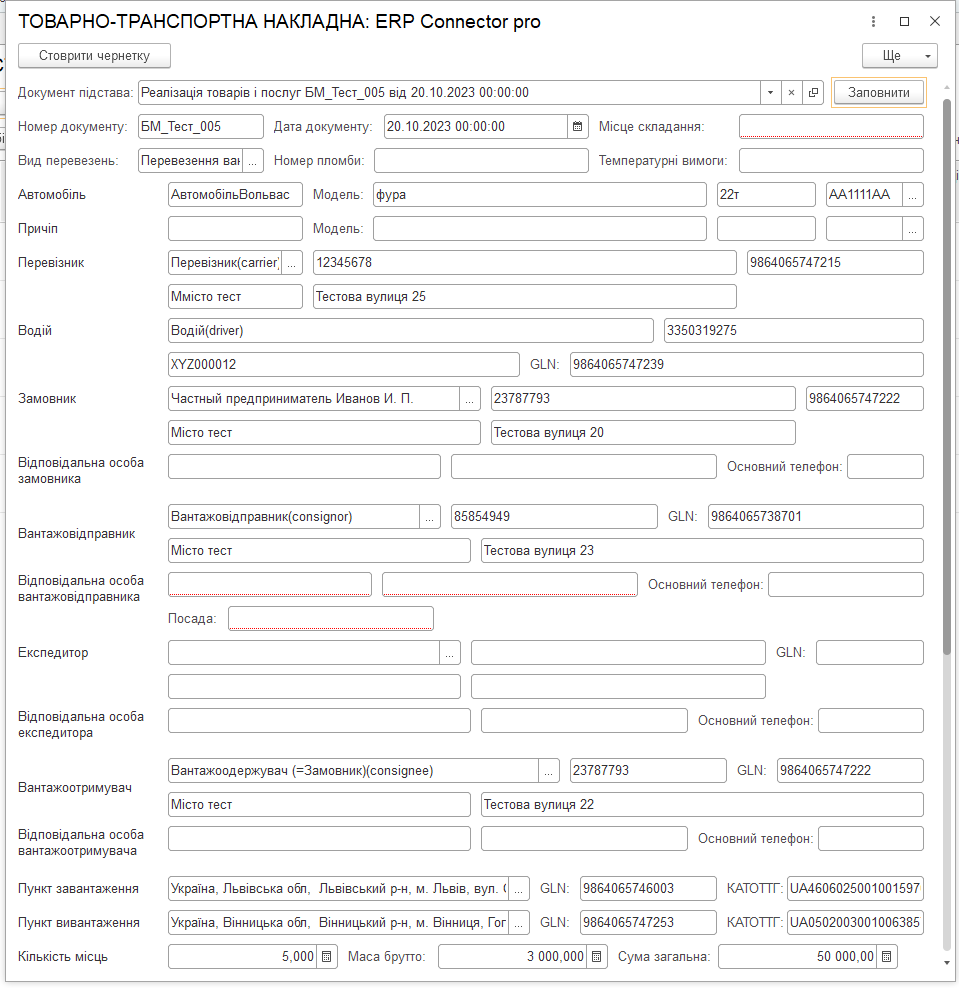 ТОВАРНО-ТРАНСПОРТНА НАКЛАДНА: ERP Connector pro
Стоврити чернетку Ще
Документ підстава: Реалізація товарів і послуг БМ_Тест_005 від 20.10.2023 00:00:00 Заповнити
Номер документу: БМ_Тест_005 Дата документу: 20.10.2023 00:00:00 Місце складання:
Вид перевезень: Перевезення ван ... Номер пломби: Температурні вимоги:
Автомобіль АвтомобільВольвас Модель: фура 22т АА1111АА ...
Причіп Модель: ...
Перевізник Перевізник(carrier) ... 12345678 9864065747215
Ммісто тест Тестова вулиця 25
Водій Водій(driver) 3350319275
XYZ000012 GLN: 9864065747239
Замовник Частный предприниматель Иванов И. П. ... 23787793 9864065747222
Місто тест Тестова вулиця 20
Відповідальна особа замовника Основний телефон:
Вантажовідправник Вантажовідправник(consignor) ... 85854949 GLN: 9864065738701
Місто тест Тестова вулиця 23
Відповідальна особа вантажовідправника Основний телефон:
Посада:
Експедитор ... GLN:
Відповідальна особа експедитора Основний телефон:
Вантажоотримувач Вантажоодержувач (=Замовник)(consignee) ... 23787793 GLN: 9864065747222
Місто тест Тестова вулиця 22
Відповідальна особа вантажоотримувача Основний телефон:
Пункт завантаження Україна, Львівська обл, Львівський р-н, м. Львів, вул. ... GLN: 9864065746003 КАТОТТГ: UA4606025001001597
Пункт вивантаження Україна, Вінницька обл, Вінницький р-н, м. Вінниця, Гог ... GLN: 9864065747253 КАТОТТГ: UA0502003001006385
Кількість місць 5,000 Маса брутто: 3 000,000 Сума загальна: 50 000,00